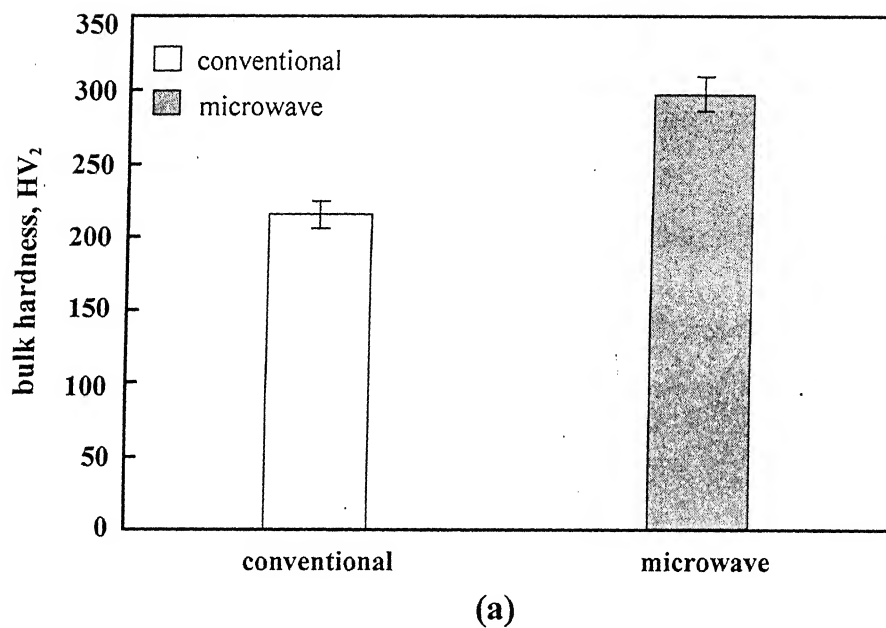 bulk hardness, HV₂
350
300
250
200
150
100
50
0
conventional
microwave
conventional
microwave
(a)